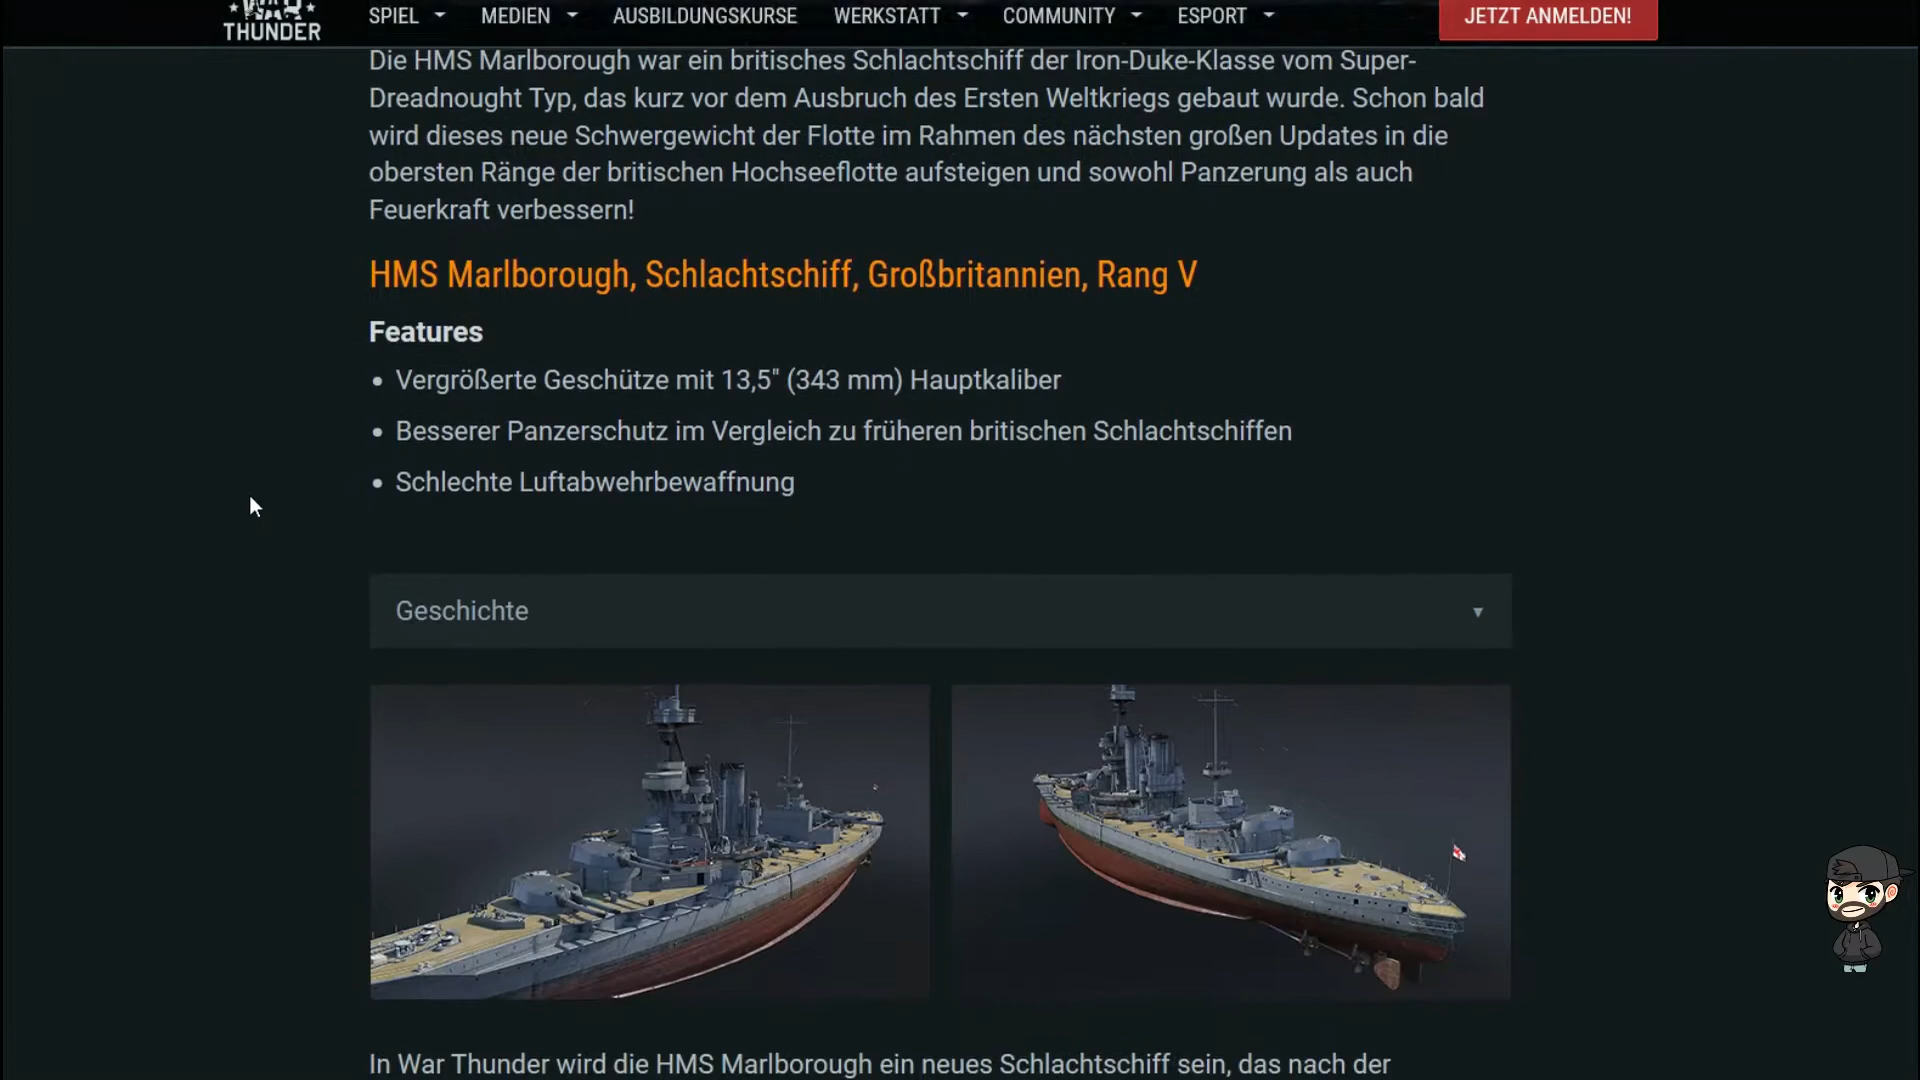 WAR
THUNDER
SPIEL
MEDIEN
AUSBILDUNGSKURSE
WERKSTATT
COMMUNITY
ESPORT
JETZT ANMELDEN!
Die HMS Marlborough war ein britisches Schlachtschiff der Iron-Duke-Klasse vom Super-
Dreadnought Typ, das kurz vor dem Ausbruch des Ersten Weltkriegs gebaut wurde. Schon bald
wird dieses neue Schwergewicht der Flotte im Rahmen des nächsten großen Updates in die
obersten Ränge der britischen Hochseeflotte aufsteigen und sowohl Panzerung als auch
Feuerkraft verbessern!
HMS Marlborough, Schlachtschiff, Großbritannien, Rang V
Features
• Vergrößerte Geschütze mit 13,5" (343 mm) Hauptkaliber
• Besserer Panzerschutz im Vergleich zu früheren britischen Schlachtschiffen
• Schlechte Luftabwehrbewaffnung
Geschichte
In War Thunder wird die HMS Marlborough ein neues Schlachtschiff sein, das nach der